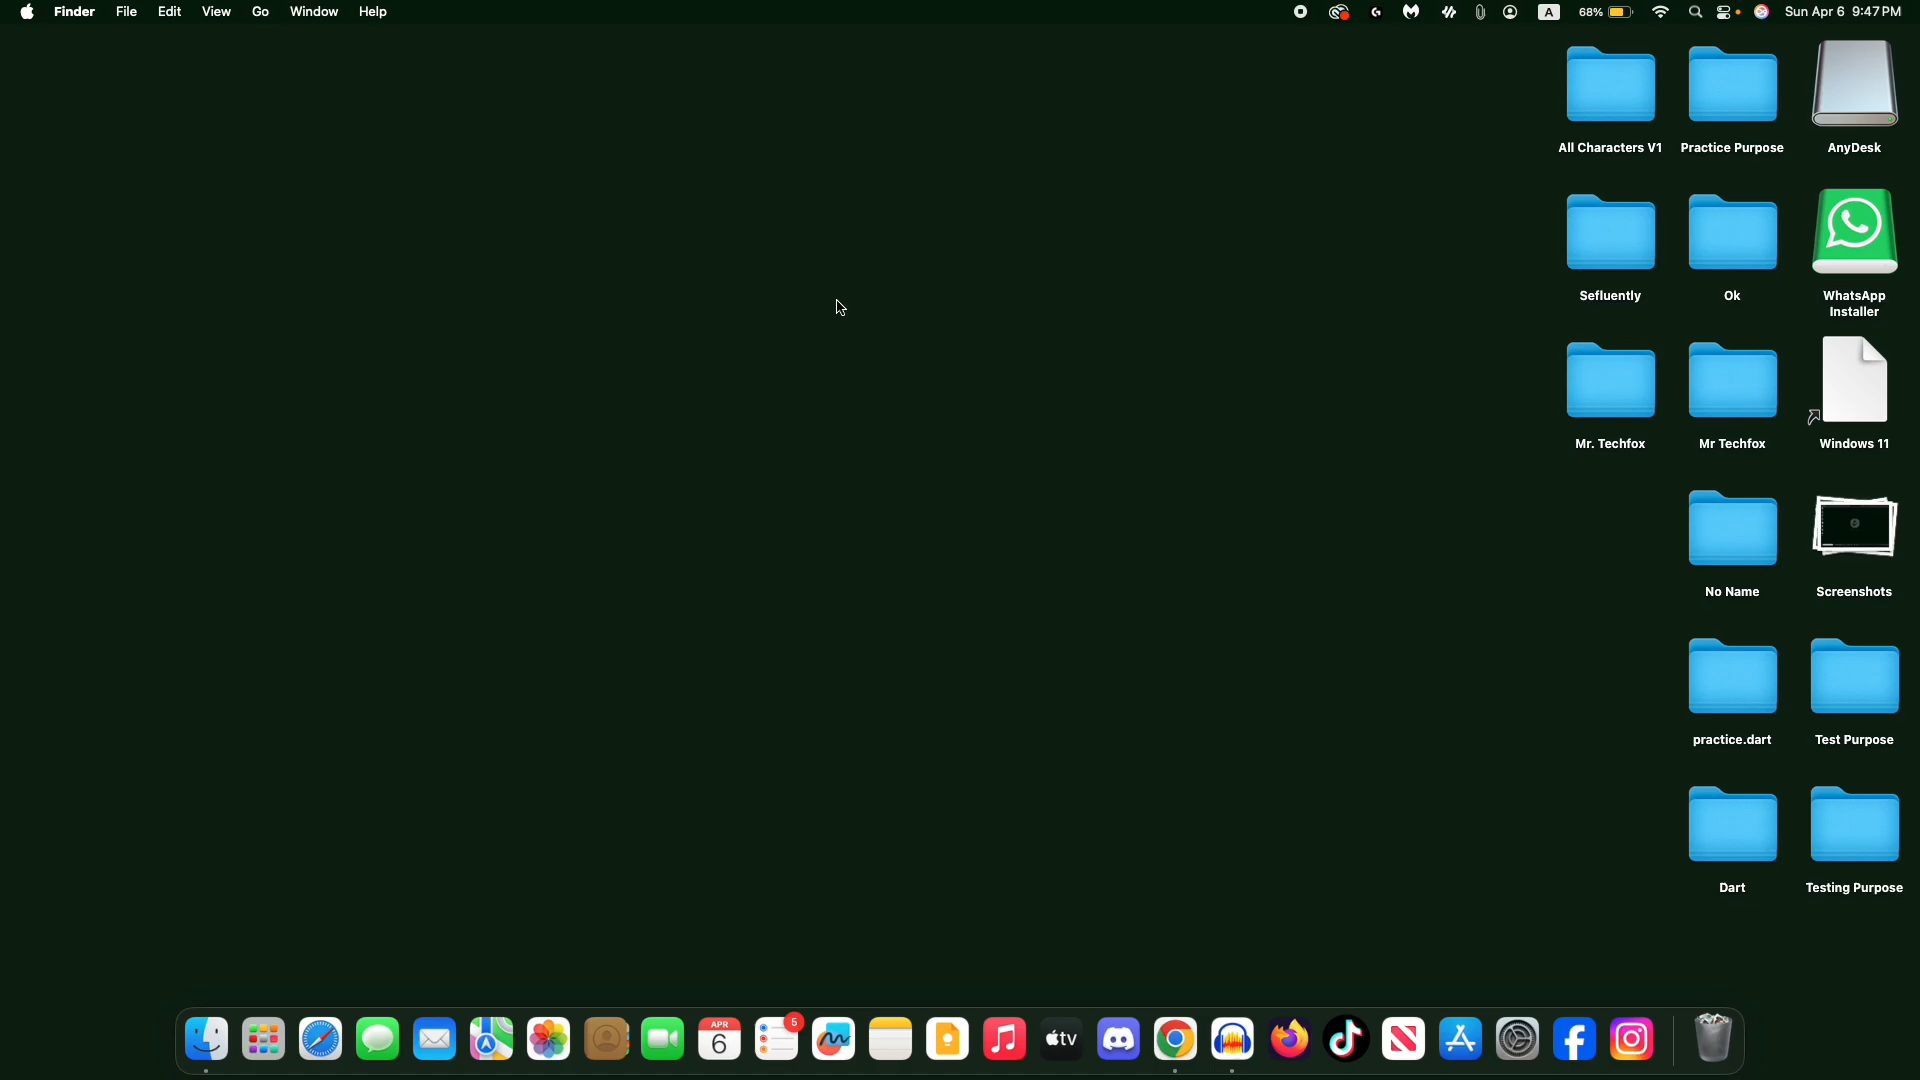 Finder File Edit View Go Window Help A 68% Sun Apr 6 9:47 PM
All Characters V1 Practice Purpose AnyDesk
Sefluently Ok WhatsApp
Installer
Mr. Techfox Mr Techfox Windows 11
No Name Screenshots
practice.dart Test Purpose
Dart Testing Purpose
APR 5
6 tv